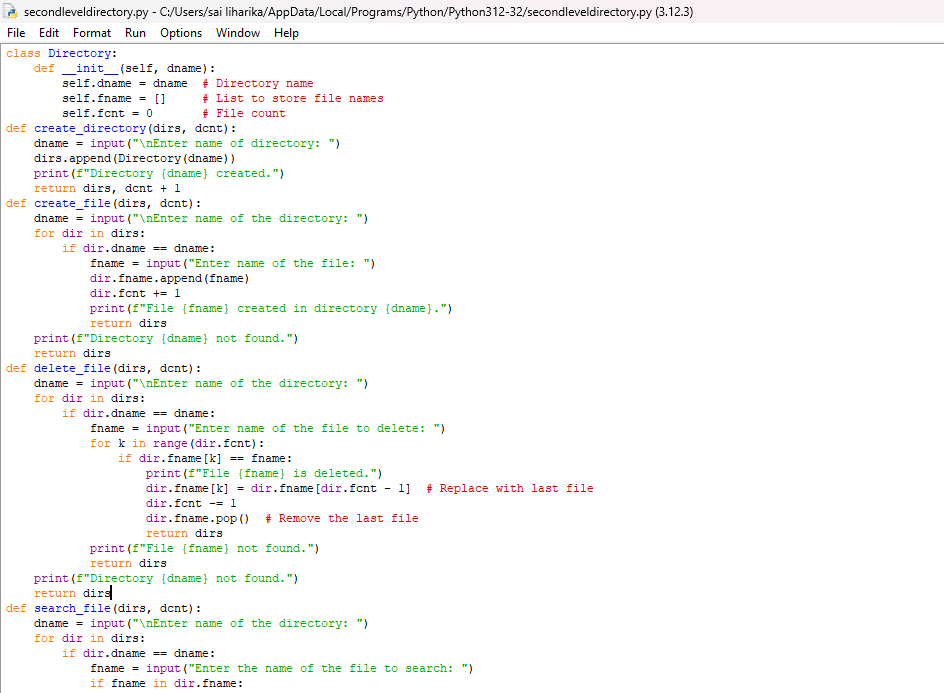 secondleveldirectory.py - C:/Users/sai liharika/AppData/Local/Programs/Python/Python312-32/secondleveldirectory.py (3.12.3)
File Edit Format Run Options Window Help
class Directory:
    def __init__(self, dname):
        self.dname = dname  # Directory name
        self.fname = []     # List to store file names
        self.fcnt = 0       # File count
def create_directory(dirs, dcnt):
    dname = input("\nEnter name of directory: ")
    dirs.append(Directory(dname))
    print(f"Directory {dname} created.")
    return dirs, dcnt + 1
def create_file(dirs, dcnt):
    dname = input("\nEnter name of the directory: ")
    for dir in dirs:
        if dir.dname == dname:
            fname = input("Enter name of the file: ")
            dir.fname.append(fname)
            dir.fcnt += 1
            print(f"File {fname} created in directory {dname}.")
            return dirs
    print(f"Directory {dname} not found.")
    return dirs
def delete_file(dirs, dcnt):
    dname = input("\nEnter name of the directory: ")
    for dir in dirs:
        if dir.dname == dname:
            fname = input("Enter name of the file to delete: ")
            for k in range(dir.fcnt):
                if dir.fname[k] == fname:
                    print(f"File {fname} is deleted.")
                    dir.fname[k] = dir.fname[dir.fcnt - 1]  # Replace with last file
                    dir.fcnt -= 1
                    dir.fname.pop()  # Remove the last file
                    return dirs
            print(f"File {fname} not found.")
            return dirs
    print(f"Directory {dname} not found.")
    return dirs
def search_file(dirs, dcnt):
    dname = input("\nEnter name of the directory: ")
    for dir in dirs:
        if dir.dname == dname:
            fname = input("Enter the name of the file to search: ")
            if fname in dir.fname: